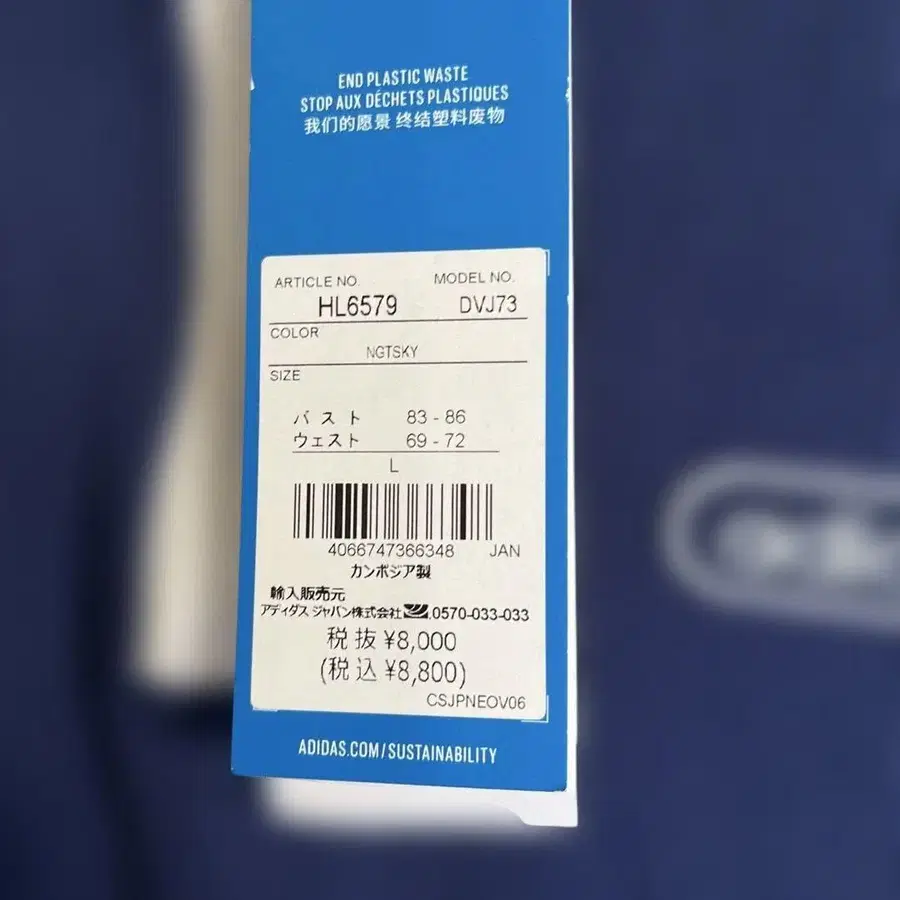 END PLASTIC WASTE
STOP AUX DÉCHETS PLASTIQUES
我们的愿景 终结塑料废物
ARTICLE NO. MODEL NO.
HL6579 DVJ73
COLOR
NGTSKY
SIZE
バスト 83 - 86
ウェスト 69 - 72
L
4066747366348 JAN
カンボジア製
輸入販売元
アディダス ジャパン株式会社 0570-033-033
税抜 ¥8,000
(税込 ¥8,800)
CSJPNEOV06
ADIDAS.COM/SUSTAINABILITY